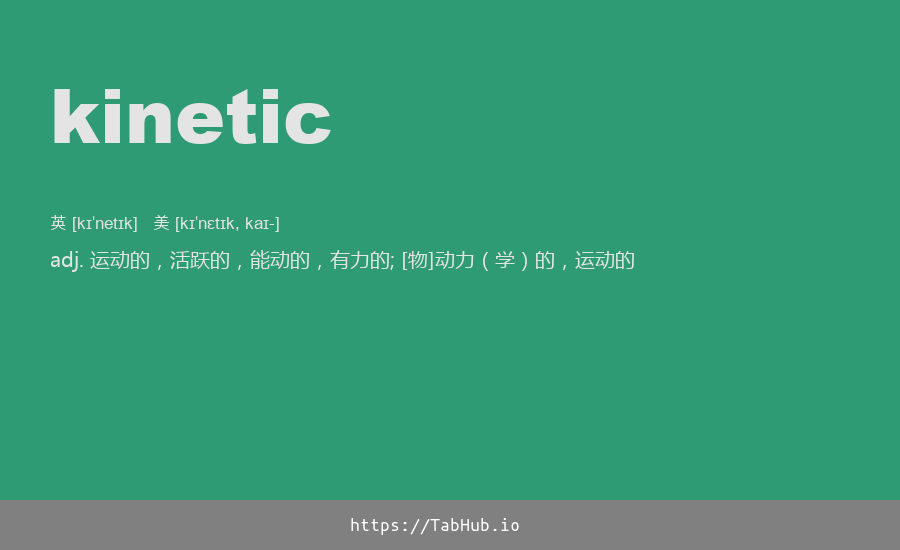 kinetic
英 [kɪ'netɪk]   美 [kɪ'nɛtɪk, kaɪ-]
adj. 运动的，活跃的，能动的，有力的; [物]动力（学）的，运动的
https://TabHub.io